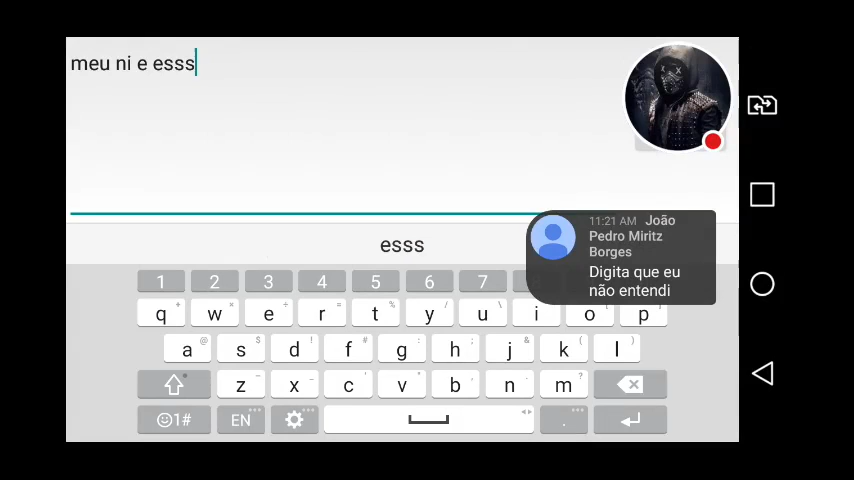 meu ni e esss
esss
11:21 AM João
Pedro Miritz
Borges
Digita que eu
não entendi
1 2 3 4 5 6 7
q w e r t y u i o p
a s d f g h j k l
z x c v b n m
1# EN .